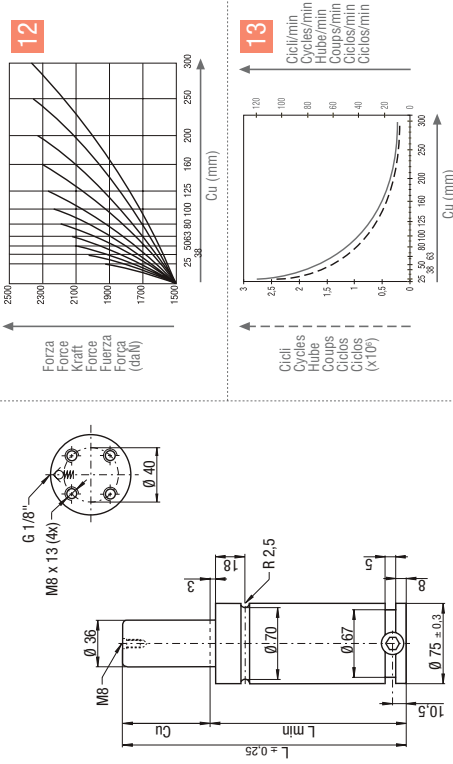 12
2500
2300
2100
1900
1700
1500
25
38
50
63
80
100
125
160
200
250
300
Cu (mm)
Forza
Force
Kraft
Force
Fuerza
Força
(daN)
13
Cicli/min
Cycles/min
Hube/min
Coups/min
Ciclos/min
Ciclos/min
120
100
80
60
40
20
0
3
2,5
2
1,5
1
0,5
0
25
38
50
63
80
100
125
160
200
250
300
Cu (mm)
Cicli
Cycles
Hube
Coups
Ciclos
Ciclos
(x10⁶)
G 1/8"
M8 x 13 (4x)
Ø 40
M8
Ø 36
3
18
R 2,5
Ø 70
Ø 67
5
8
Ø 75 ± 0,3
10,5
Cu
L min
L ± 0,25